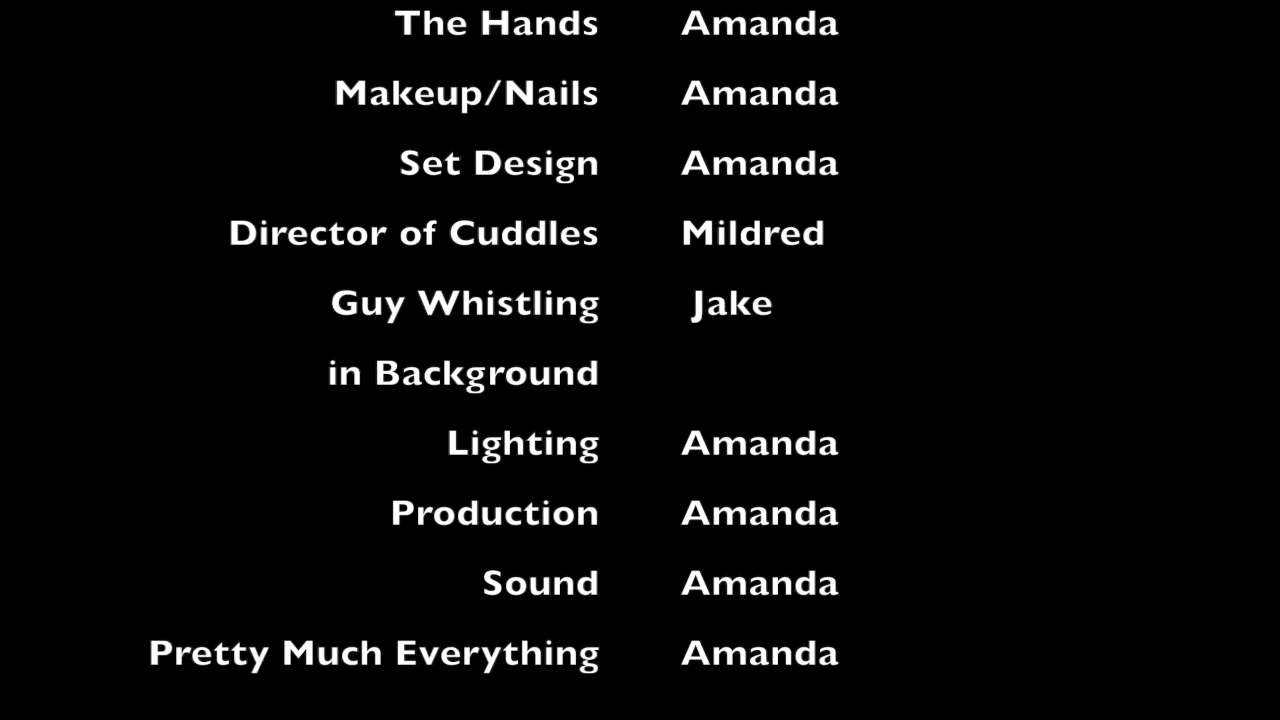 The Hands Amanda
Makeup/Nails Amanda
Set Design Amanda
Director of Cuddles Mildred
Guy Whistling Jake
in Background
Lighting Amanda
Production Amanda
Sound Amanda
Pretty Much Everything Amanda